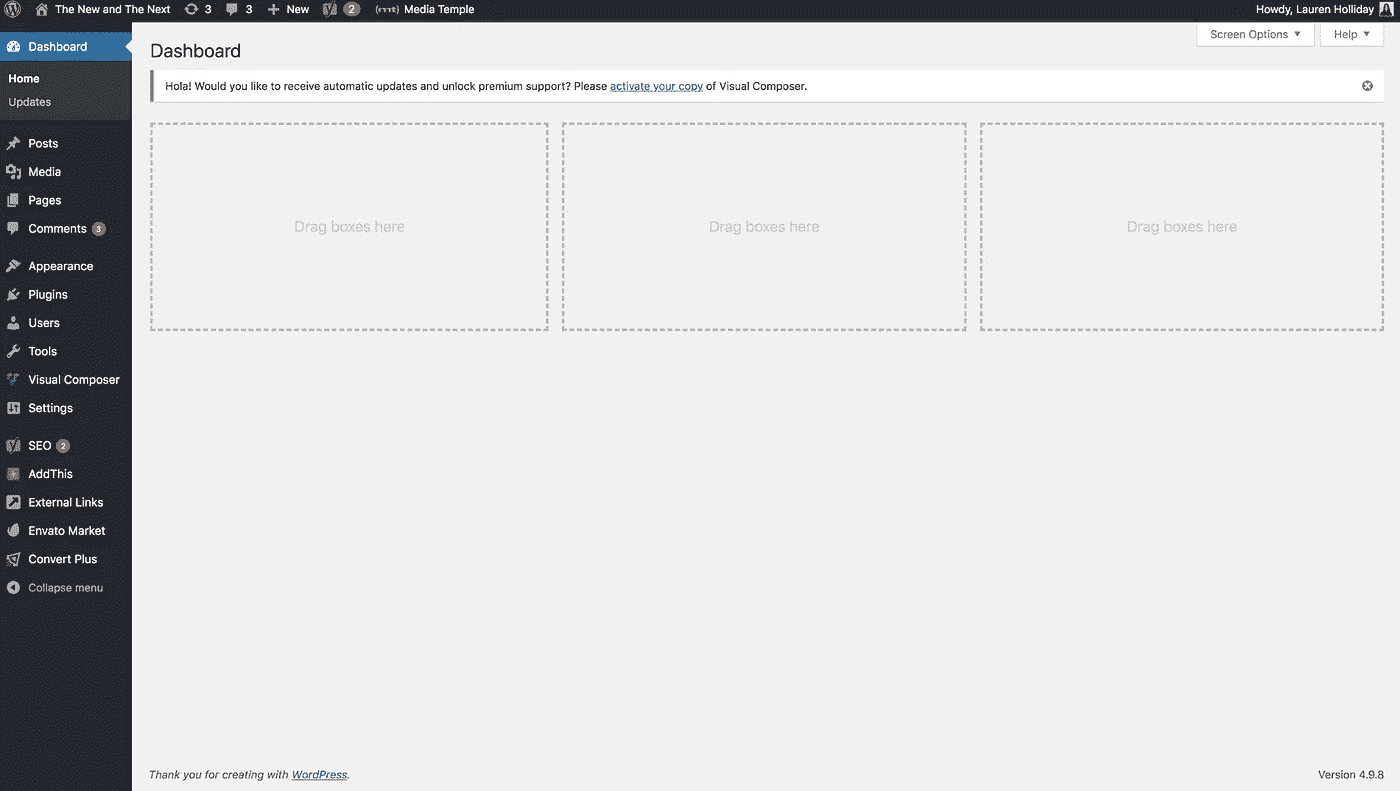 The New and The Next 3 3 New 2 (mt) Media Temple Howdy, Lauren Holliday
Screen Options Help
Dashboard
Home
Updates
Posts
Media
Pages
Comments 3
Appearance
Plugins
Users
Tools
Visual Composer
Settings
SEO 2
AddThis
External Links
Envato Market
Convert Plus
Collapse menu
Dashboard
Hola! Would you like to receive automatic updates and unlock premium support? Please activate your copy of Visual Composer.
Drag boxes here Drag boxes here Drag boxes here
Thank you for creating with WordPress. Version 4.9.8